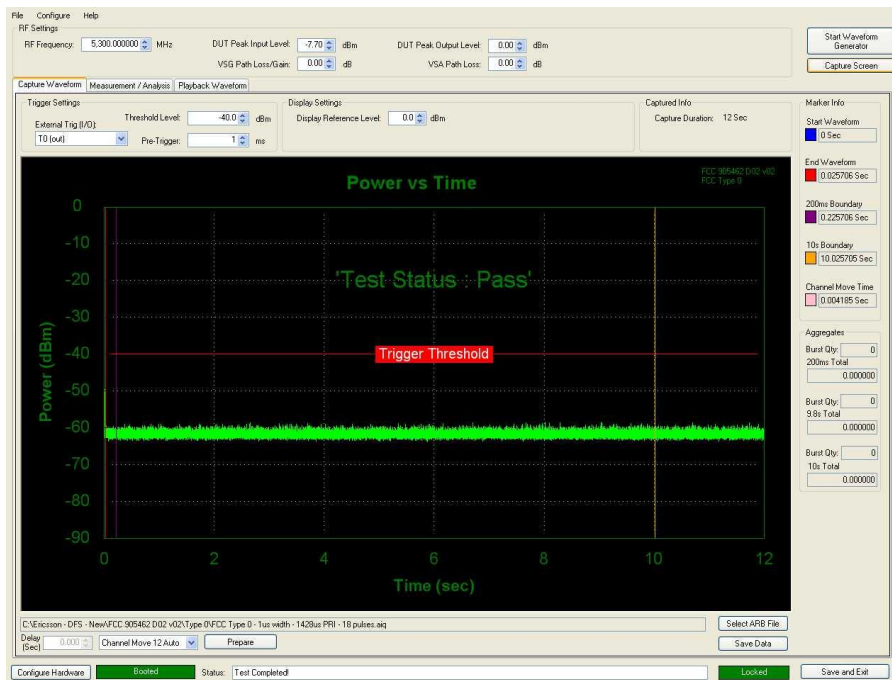 File Configure Help
RF Settings
RF Frequency: 5,300.000000 MHz DUT Peak Input Level: -7.70 dBm DUT Peak Output Level: 0.00 dBm
VSG Path Loss/Gain: 0.00 dB VSA Path Loss: 0.00 dB
Start Waveform Generator
Capture Screen
Capture Waveform Measurement / Analysis Playback Waveform
Trigger Settings
External Trig (I/O): Threshold Level: -40.0 dBm
T0 (out) Pre-Trigger: 1 ms
Display Settings
Display Reference Level: 0.0 dBm
Captured Info
Capture Duration: 12 Sec
Marker Info
Start Waveform
0 Sec
End Waveform
0.025706 Sec
200ms Boundary
0.225706 Sec
10s Boundary
10.025705 Sec
Channel Move Time
0.004185 Sec
Aggregates
Burst Qty: 0
200ms Total
0.000000
Burst Qty: 0
9.8s Total
0.000000
Burst Qty: 0
10s Total
0.000000
Power vs Time
FCC 905462 D02 v02
FCC Type 0
'Test Status : Pass'
Trigger Threshold
Power (dBm)
0
-10
-20
-30
-40
-50
-60
-70
-80
-90
0 2 4 6 8 10 12
Time (sec)
C:\Ericsson - DFS - New\FCC 905462 D02 v02\Type 0\FCC Type 0 - 1us width - 1428us PRI - 18 pulses.aiq
Select ARB File
Delay (Sec) 0.000 Channel Move 12 Auto Prepare
Save Data
Configure Hardware Booted Status: Test Completed! Locked Save and Exit